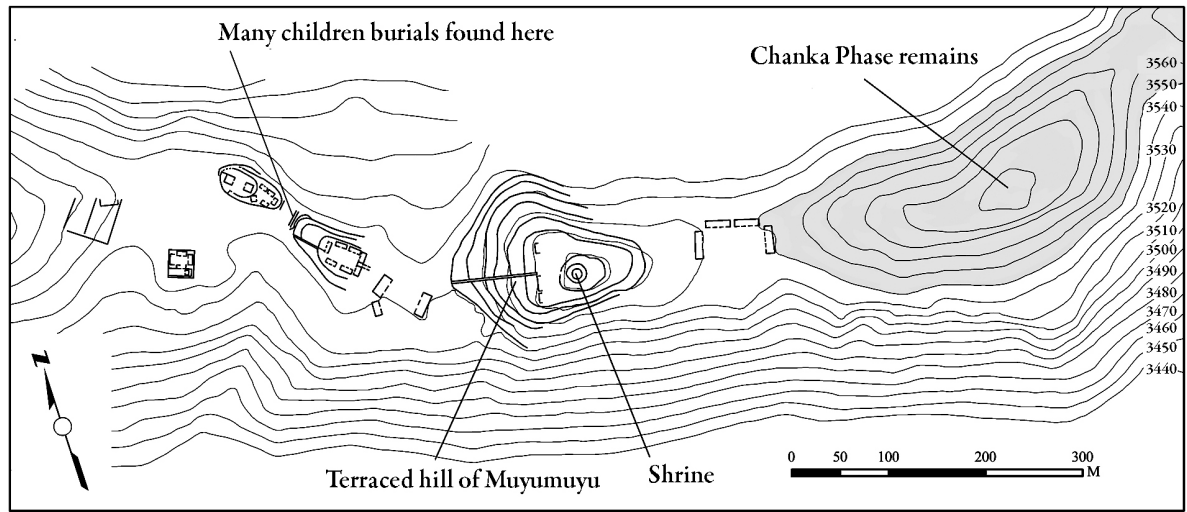 Many children burials found here
Chanka Phase remains
3560
3550
3540
3530
3520
3510
3500
3490
3480
3470
3460
3450
3440
N
Terraced hill of Muyumuyu
Shrine
0 50 100 200 300
M